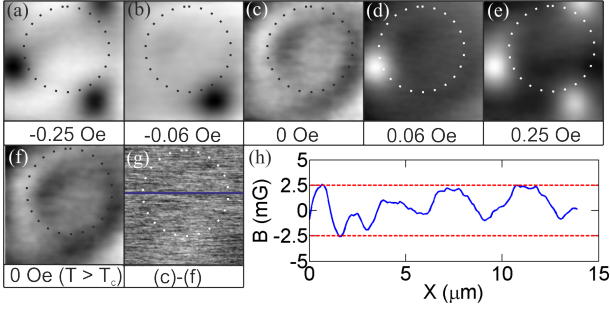 (a) (b) (c) (d) (e)
-0.25 Oe -0.06 Oe 0 Oe 0.06 Oe 0.25 Oe
(f) (g) (h)
0 Oe (T > Tc) (c)-(f)
B (mG)
5
2.5
0
-2.5
-5
0 5 10 15
X (μm)